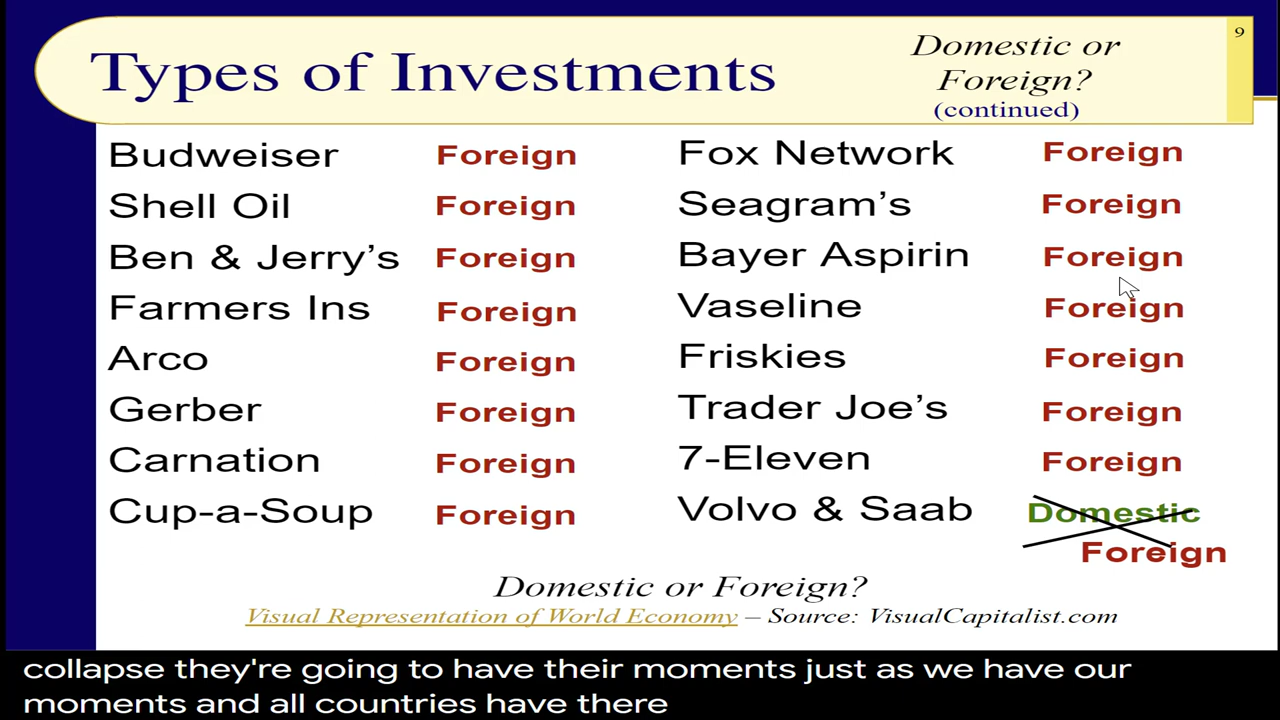 Types of Investments
Domestic or
Foreign?
(continued)
9
Budweiser Foreign
Shell Oil Foreign
Ben & Jerry’s Foreign
Farmers Ins Foreign
Arco Foreign
Gerber Foreign
Carnation Foreign
Cup-a-Soup Foreign
Fox Network Foreign
Seagram’s Foreign
Bayer Aspirin Foreign
Vaseline Foreign
Friskies Foreign
Trader Joe’s Foreign
7-Eleven Foreign
Volvo & Saab Domestic
Foreign
Domestic or Foreign?
Visual Representation of World Economy – Source: VisualCapitalist.com
collapse they're going to have their moments just as we have our
moments and all countries have there